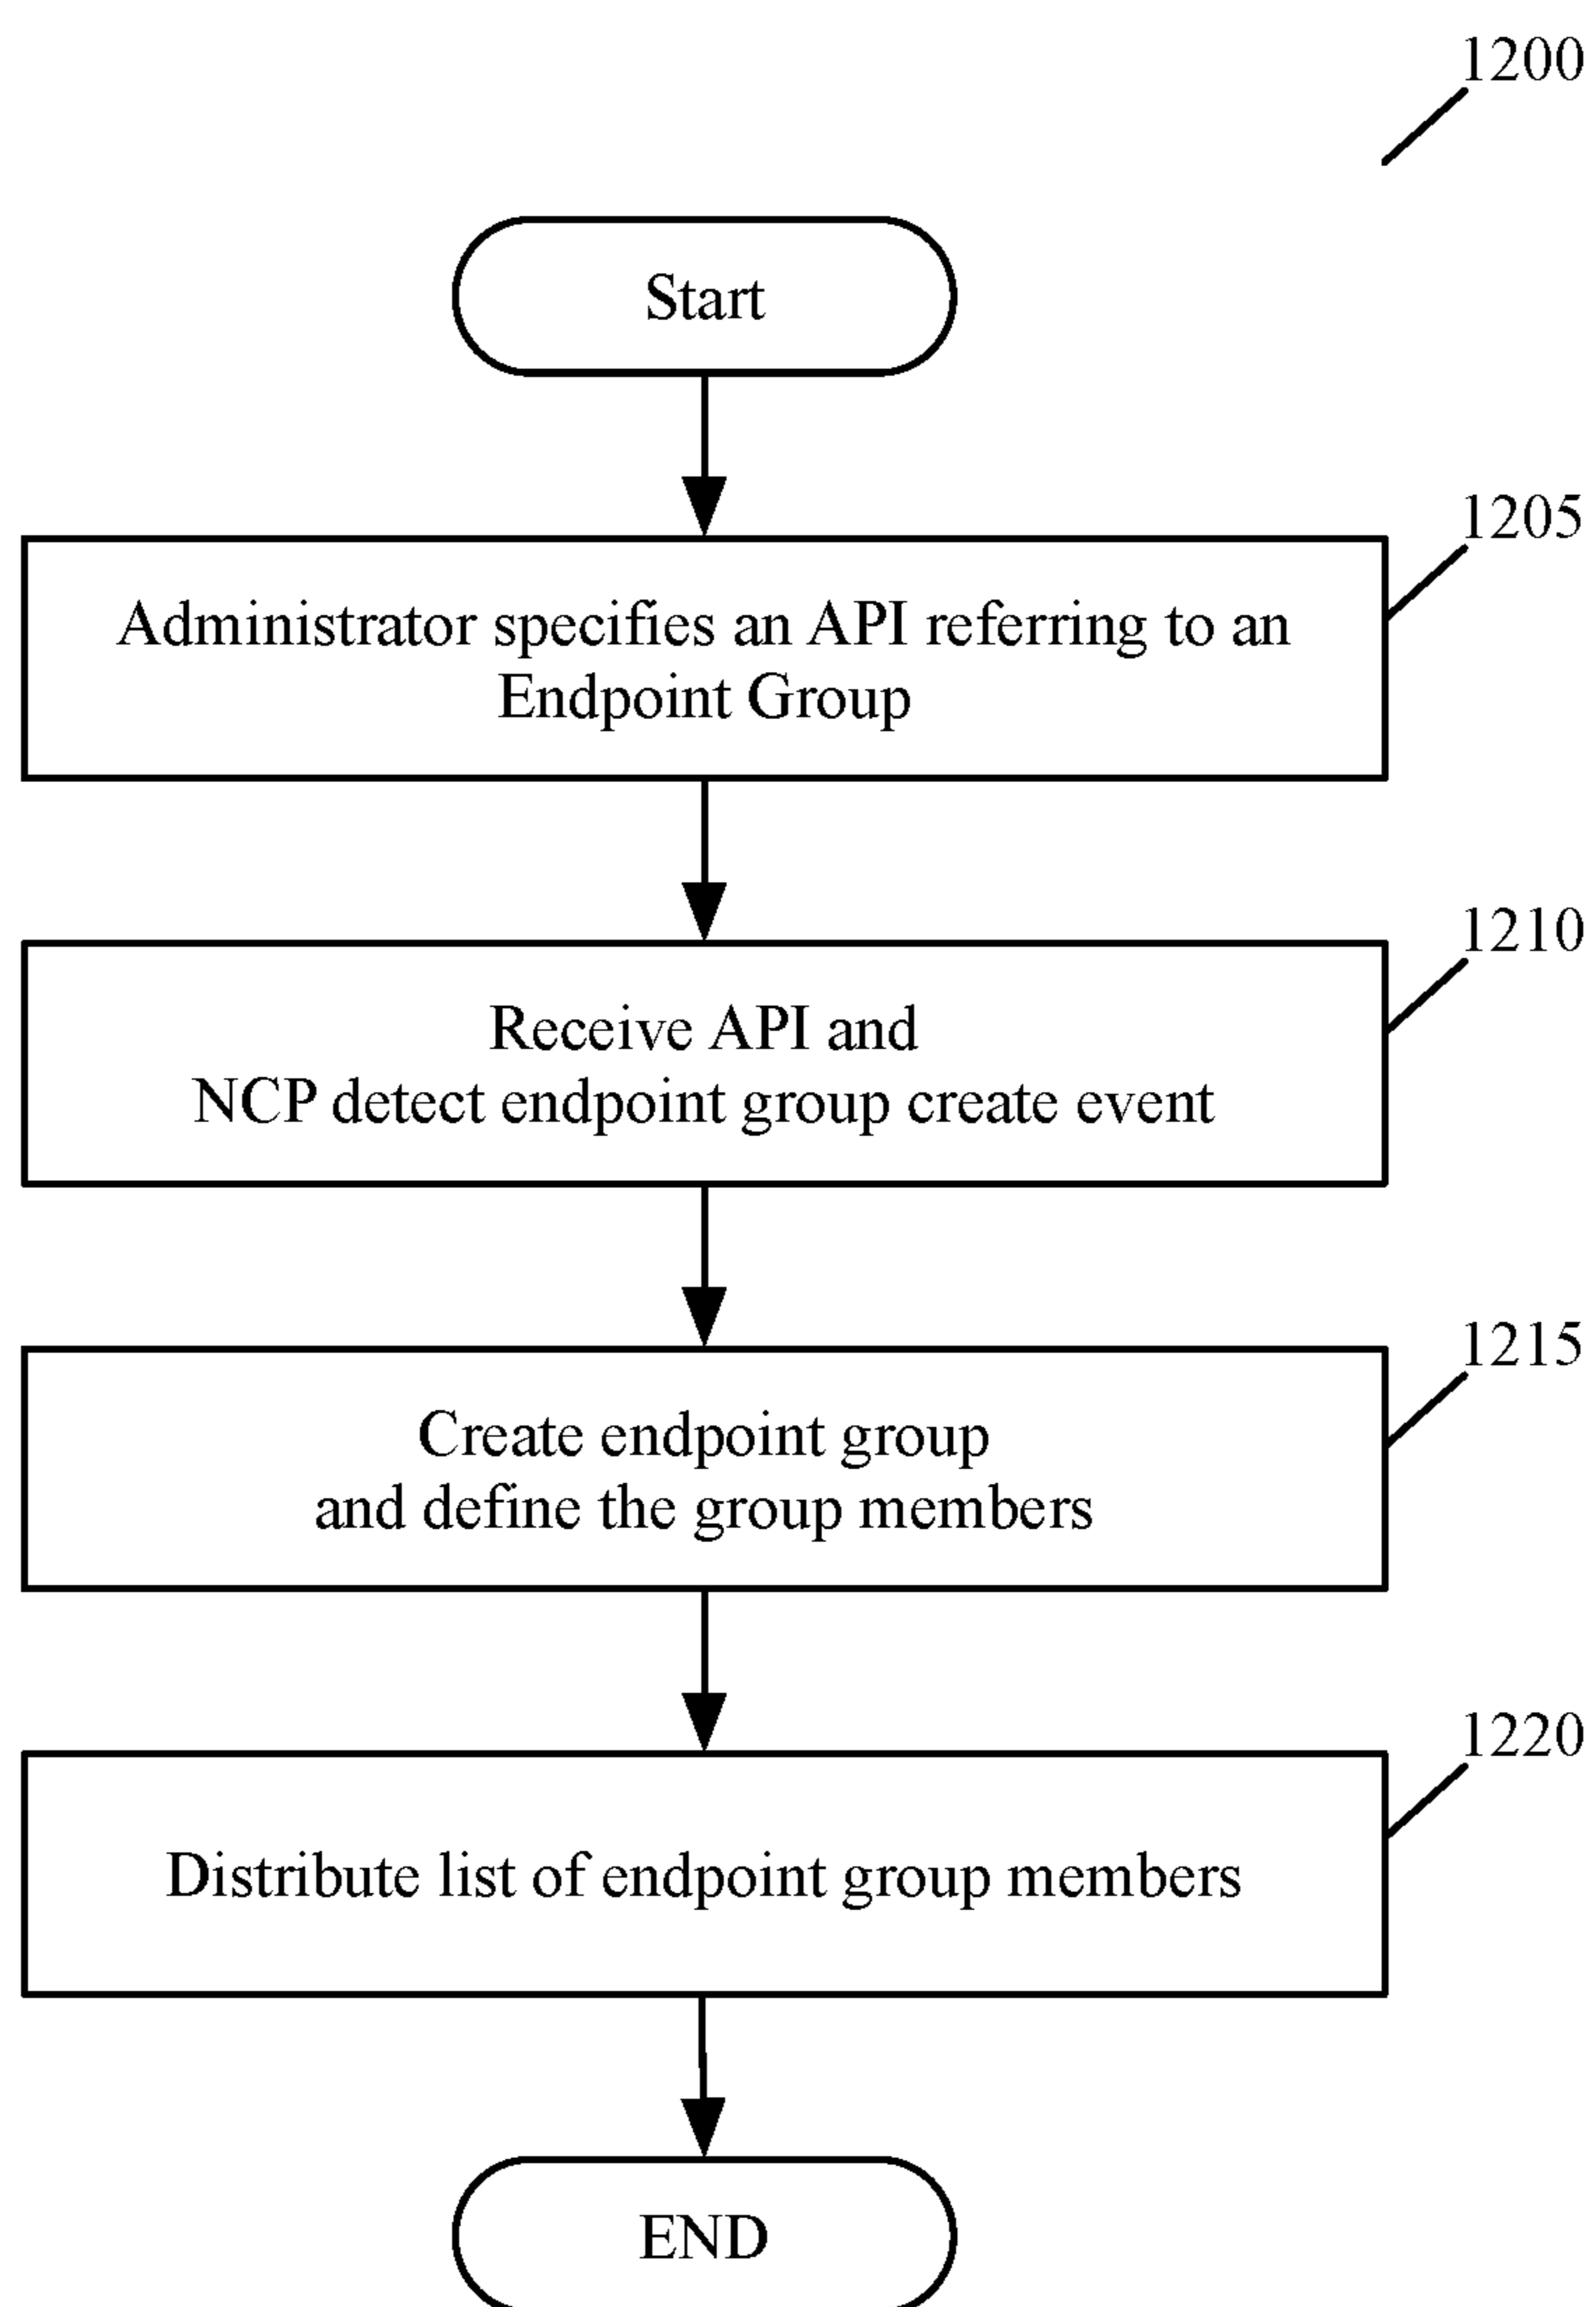 1200
Start
1205
Administrator specifies an API referring to an
Endpoint Group
1210
Receive API and
NCP detect endpoint group create event
1215
Create endpoint group
and define the group members
1220
Distribute list of endpoint group members
END